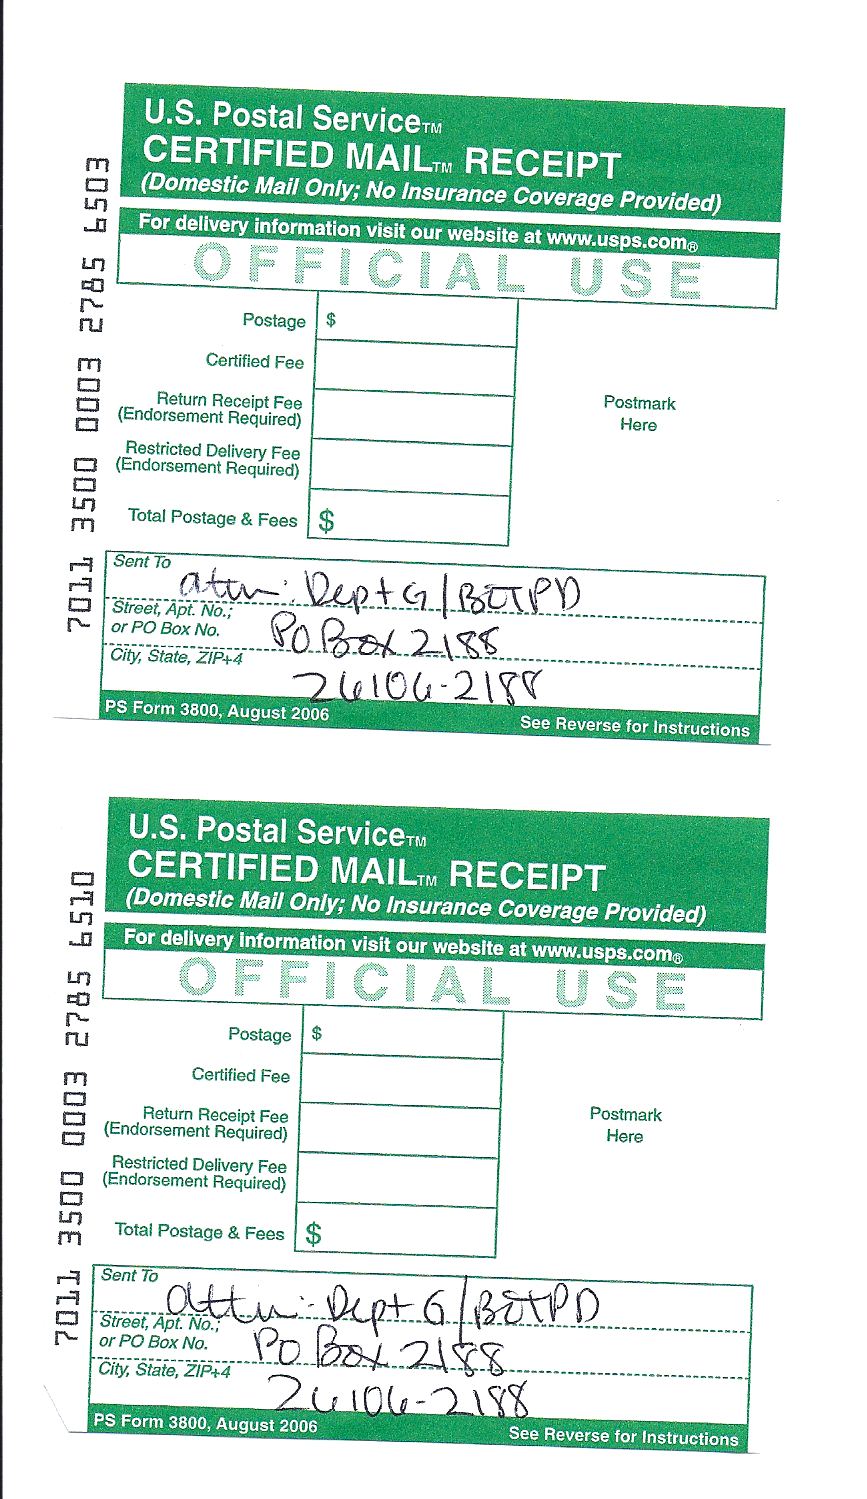 U.S. Postal Service™
CERTIFIED MAIL™ RECEIPT
(Domestic Mail Only; No Insurance Coverage Provided)
For delivery information visit our website at www.usps.com®
OFFICIAL USE
7011 3500 0003 2785 6503
Postage $
Certified Fee
Return Receipt Fee
(Endorsement Required)
Restricted Delivery Fee
(Endorsement Required)
Total Postage & Fees $
Postmark
Here
Sent To
attn: Dept G/BOTPD
Street, Apt. No.;
or PO Box No. PO Box 2188
City, State, ZIP+4
26106-2188
PS Form 3800, August 2006 See Reverse for Instructions
U.S. Postal Service™
CERTIFIED MAIL™ RECEIPT
(Domestic Mail Only; No Insurance Coverage Provided)
For delivery information visit our website at www.usps.com®
OFFICIAL USE
7011 3500 0003 2785 6510
Postage $
Certified Fee
Return Receipt Fee
(Endorsement Required)
Restricted Delivery Fee
(Endorsement Required)
Total Postage & Fees $
Postmark
Here
Sent To
attn: Dept G/BOTPD
Street, Apt. No.;
or PO Box No. PO Box 2188
City, State, ZIP+4
26106-2188
PS Form 3800, August 2006 See Reverse for Instructions